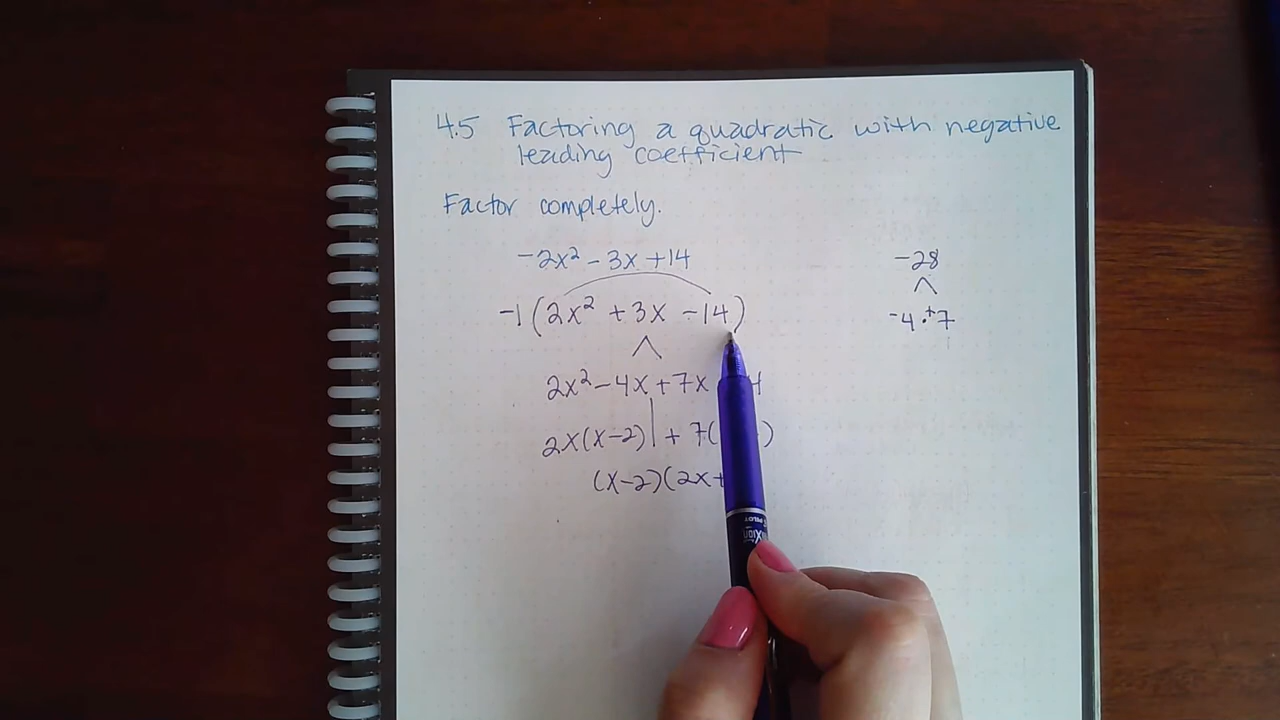 4.5 Factoring a quadratic with negative
leading coefficient
Factor completely.
-2x² - 3x + 14
-28
-1(2x² + 3x - 14)
-4 · +7
2x² - 4x + 7x
2x(x-2) + 7( )
(x-2)(2x+
PILOT